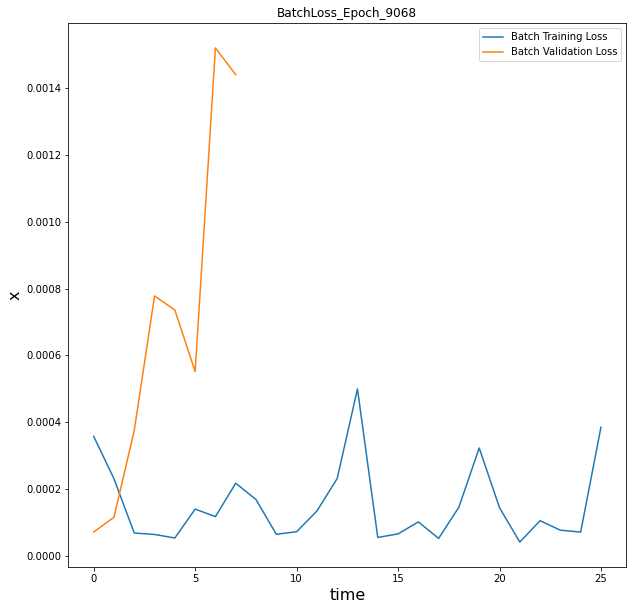 BatchLoss_Epoch_9068
Batch Training Loss
Batch Validation Loss
0.0014
0.0012
0.0010
0.0008
0.0006
0.0004
0.0002
0.0000
x
0 5 10 15 20 25
time